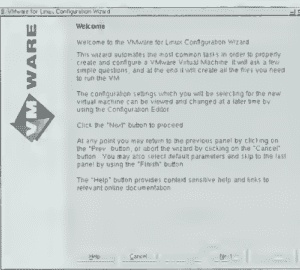 VMware for Linux Configuration Wizard
VMWARE
Welcome
Welcome to the VMware for Linux Configuration Wizard
This wizard automates the most common tasks in order to properly
create and configure a VMware Virtual Machine. It will ask a few
simple questions, and at the end it will create all the files you need
to run the VM
The configuration settings which you will be selecting for the new
virtual machine can be viewed and changed at a later time by
using the Configuration Editor
Click the "Next" button to proceed
At any point you may return to the previous panel by clicking on
the "Prev" button, or abort the wizard by clicking on the "Cancel"
button. You may also select default parameters and skip to the last
panel by using the "Finish" button
The "Help" button provides context sensitive help and links to
relevant online documentation
Help Cancel Next